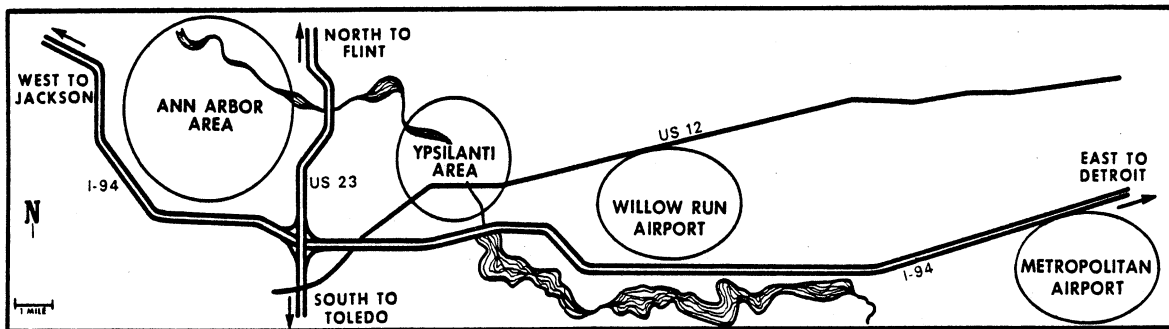 NORTH TO
FLINT
WEST TO
JACKSON
ANN ARBOR
AREA
US 12
YPSILANTI
AREA
EAST TO
DETROIT
I-94
US 23
N
WILLOW RUN
AIRPORT
I-94
METROPOLITAN
AIRPORT
1 MILE
SOUTH TO
TOLEDO